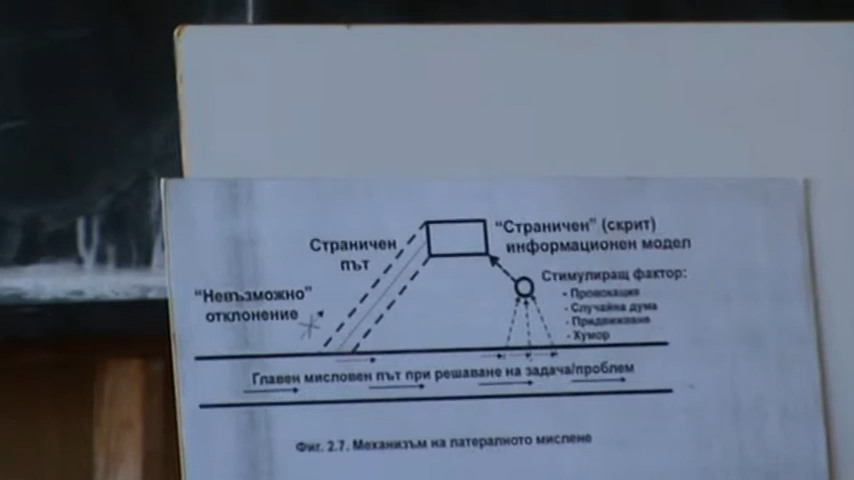 “Страничен” (скрит)
информационен модел
Страничен
път
Стимулиращ фактор:
- Провокация
- Случайна дума
- Придвижване
- Хумор
“Невъзможно”
отклонение
Главен мисловен път при решаване на задача/проблем
Фиг. 2.7. Механизъм на латералното мислене